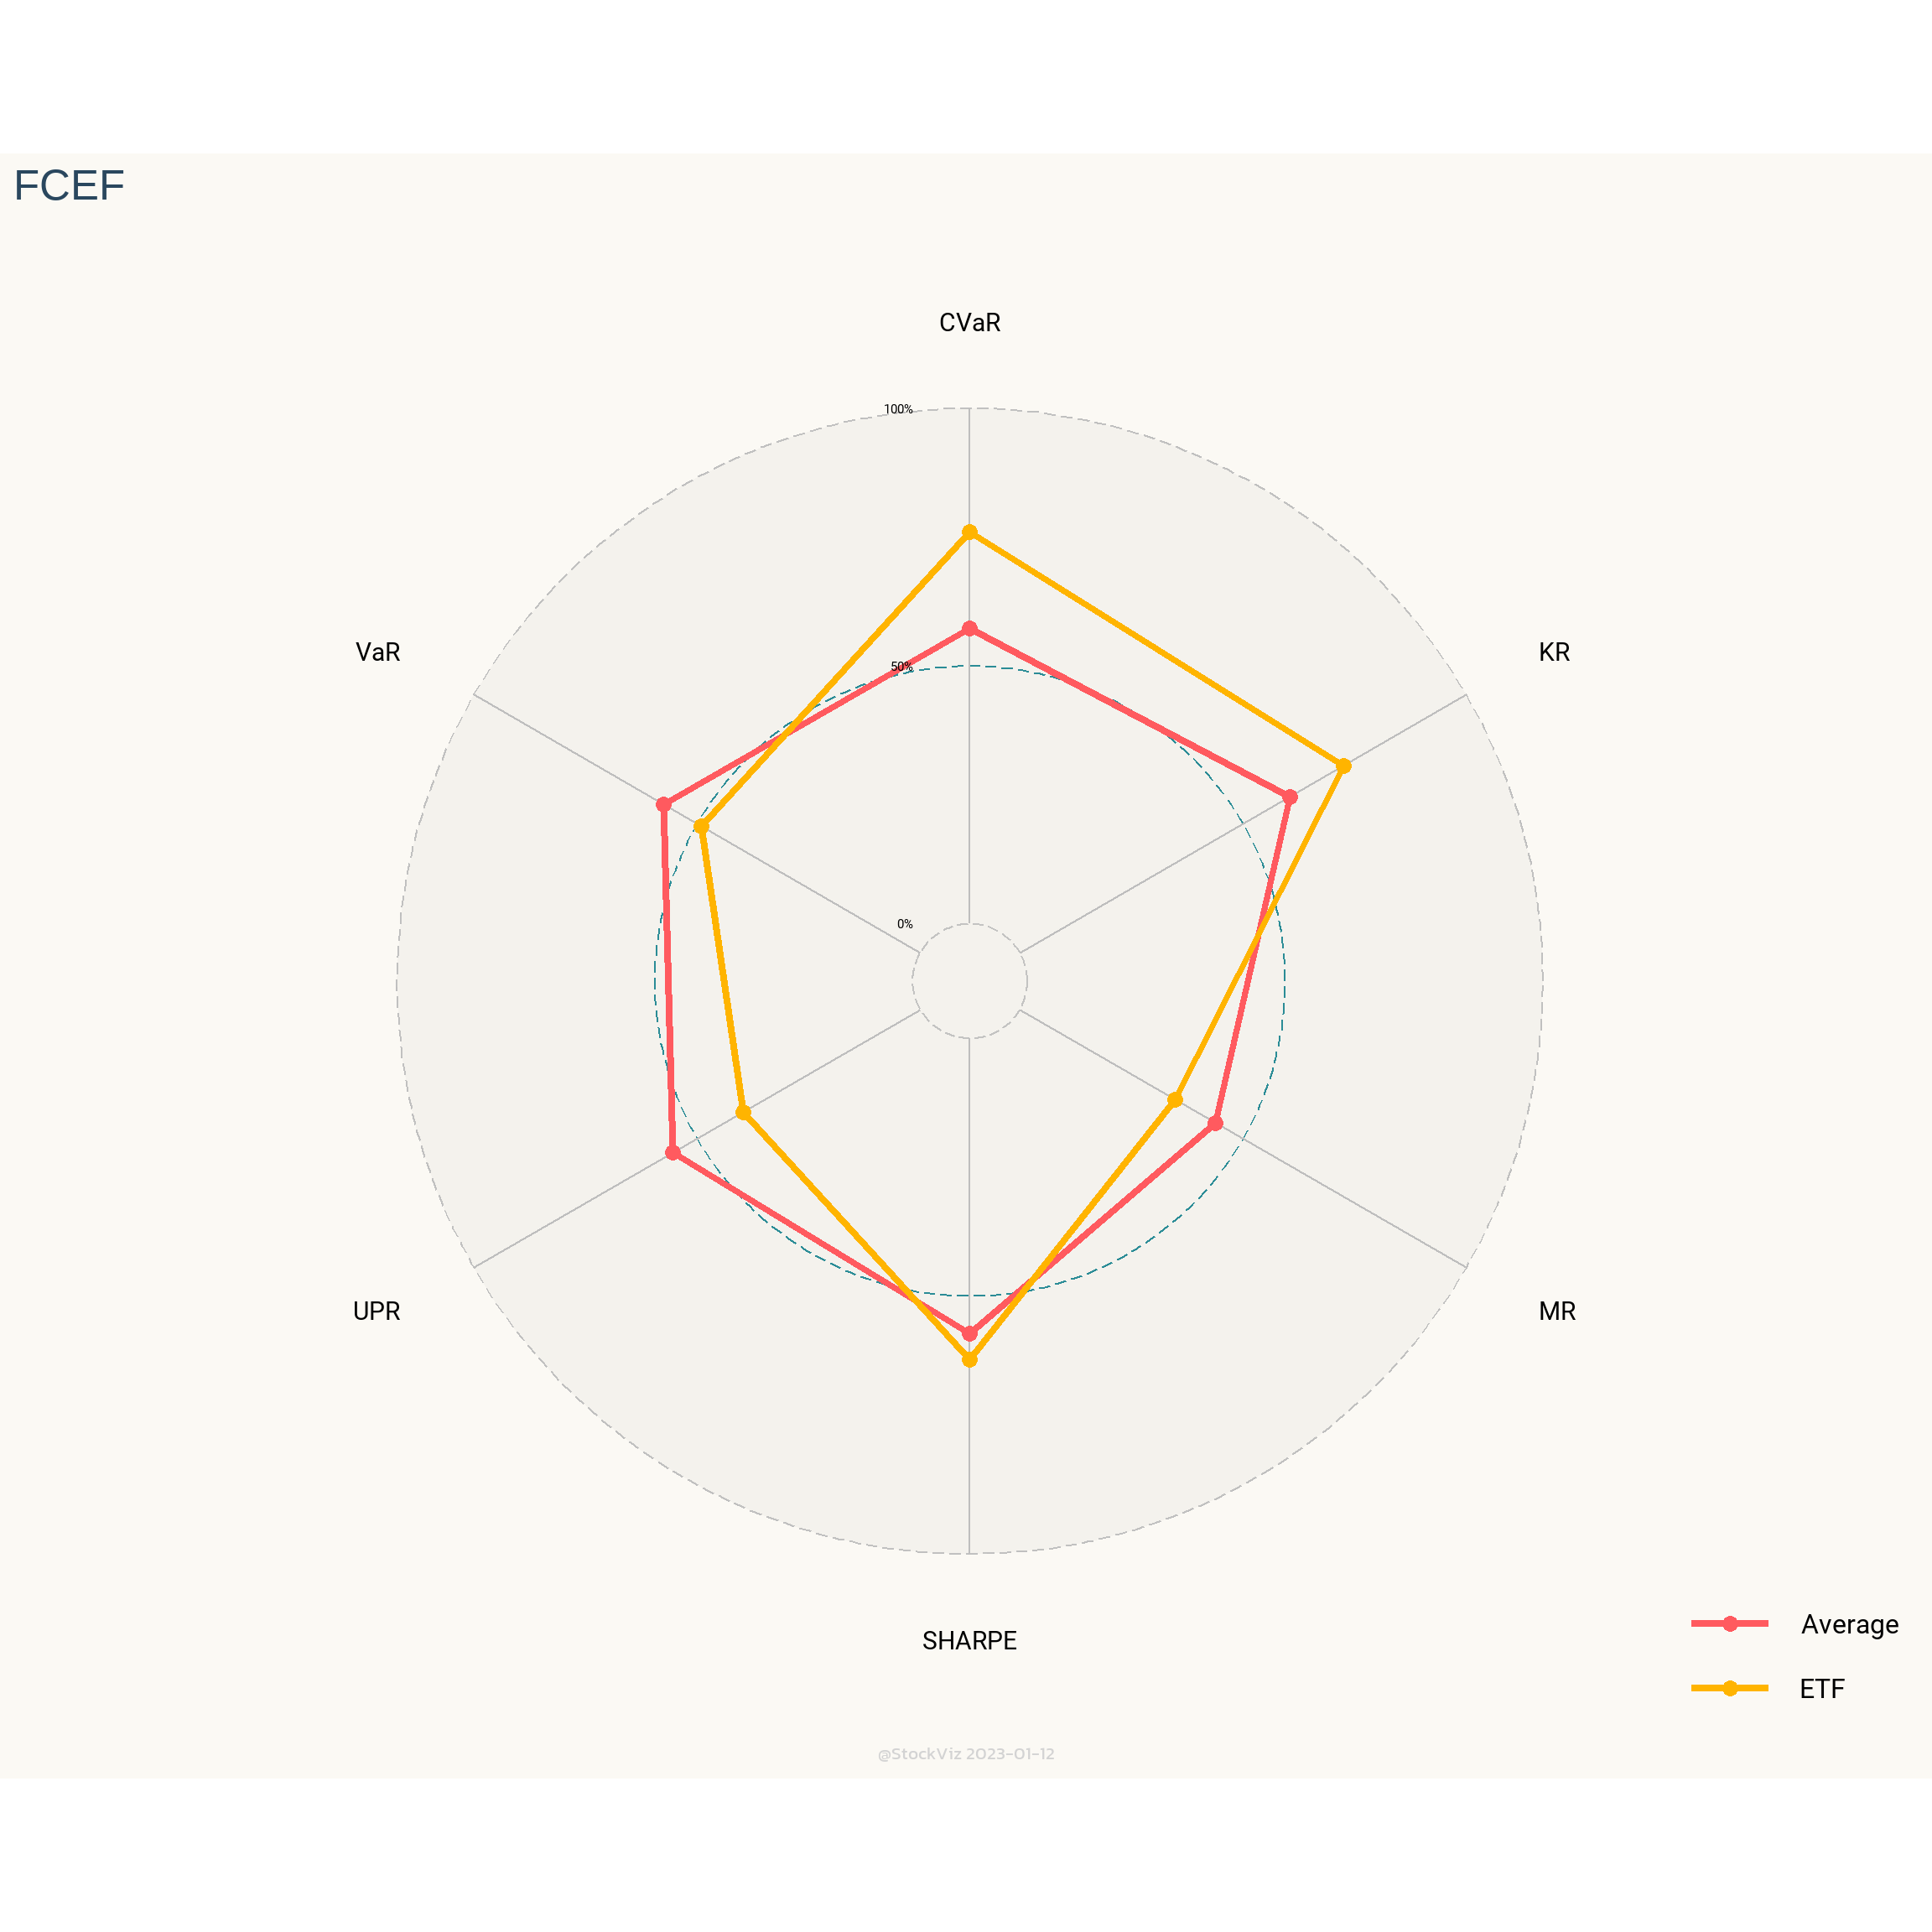 FCEF
CVaR
100%
KR
VaR
50%
0%
UPR
MR
SHARPE
Average
ETF
@StockViz 2023-01-12